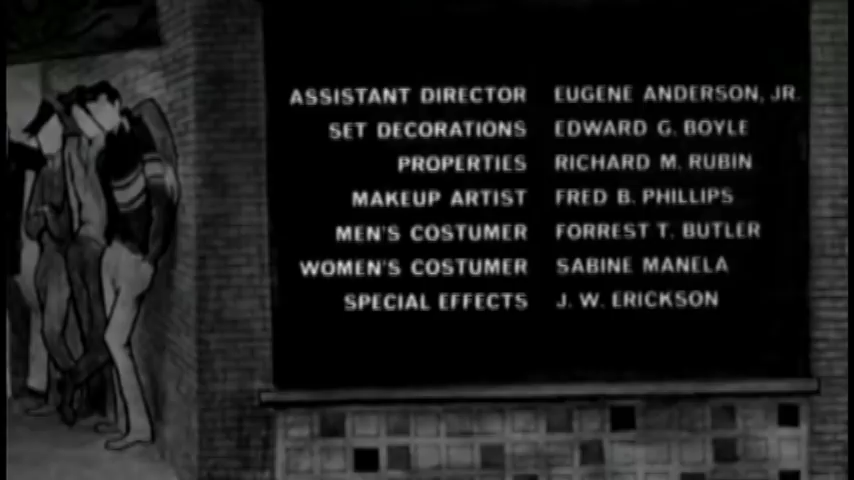 ASSISTANT DIRECTOR EUGENE ANDERSON, JR.
SET DECORATIONS EDWARD G. BOYLE
PROPERTIES RICHARD M. RUBIN
MAKEUP ARTIST FRED B. PHILLIPS
MEN'S COSTUMER FORREST T. BUTLER
WOMEN'S COSTUMER SABINE MANELA
SPECIAL EFFECTS J. W. ERICKSON